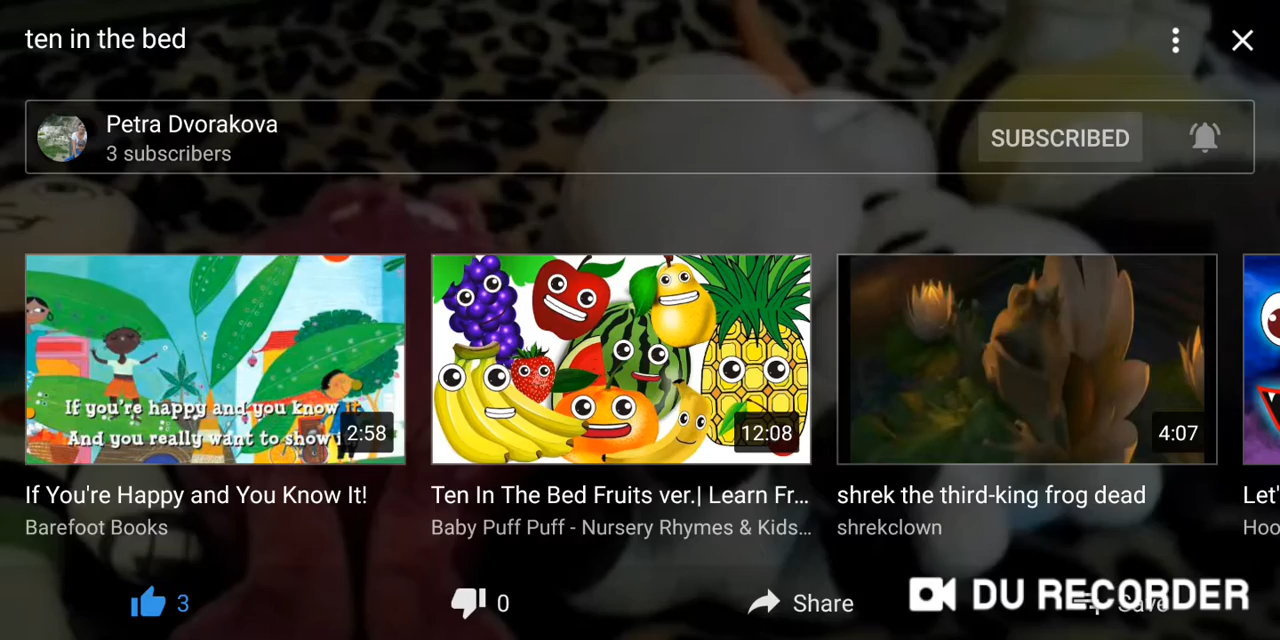 ten in the bed
Petra Dvorakova
3 subscribers
SUBSCRIBED
If you're happy and you know it
And you really want to show i
2:58
12:08
4:07
If You're Happy and You Know It!
Ten In The Bed Fruits ver.| Learn Fr...
shrek the third-king frog dead
Let'
Barefoot Books
Baby Puff Puff - Nursery Rhymes & Kids...
shrekclown
Hoo
3
0
Share
Save
DU RECORDER